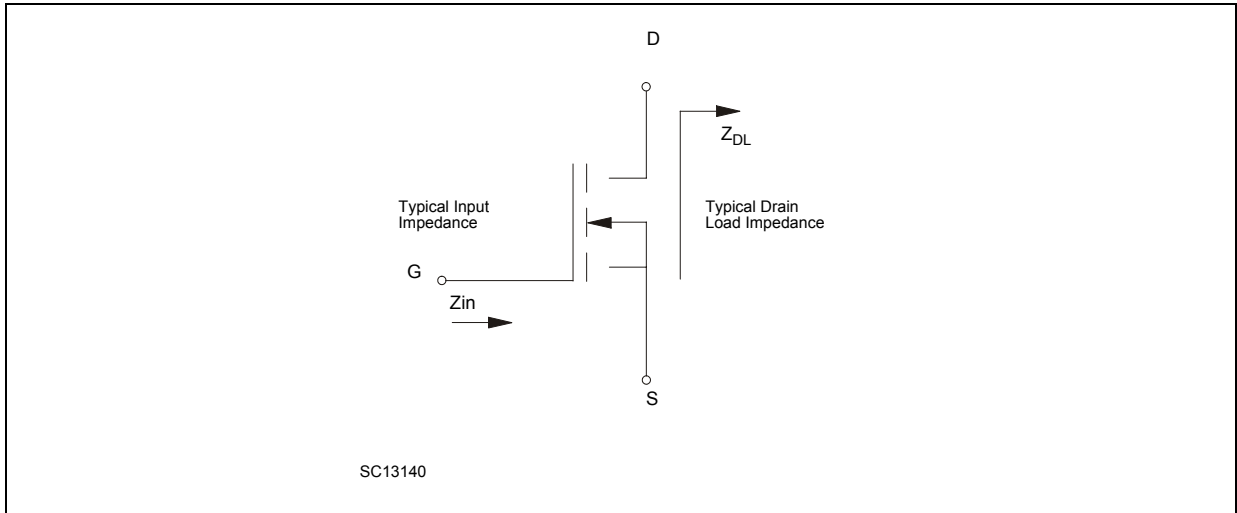 D
Z_DL
Typical Input
Impedance
Typical Drain
Load Impedance
G
Zin
S
SC13140